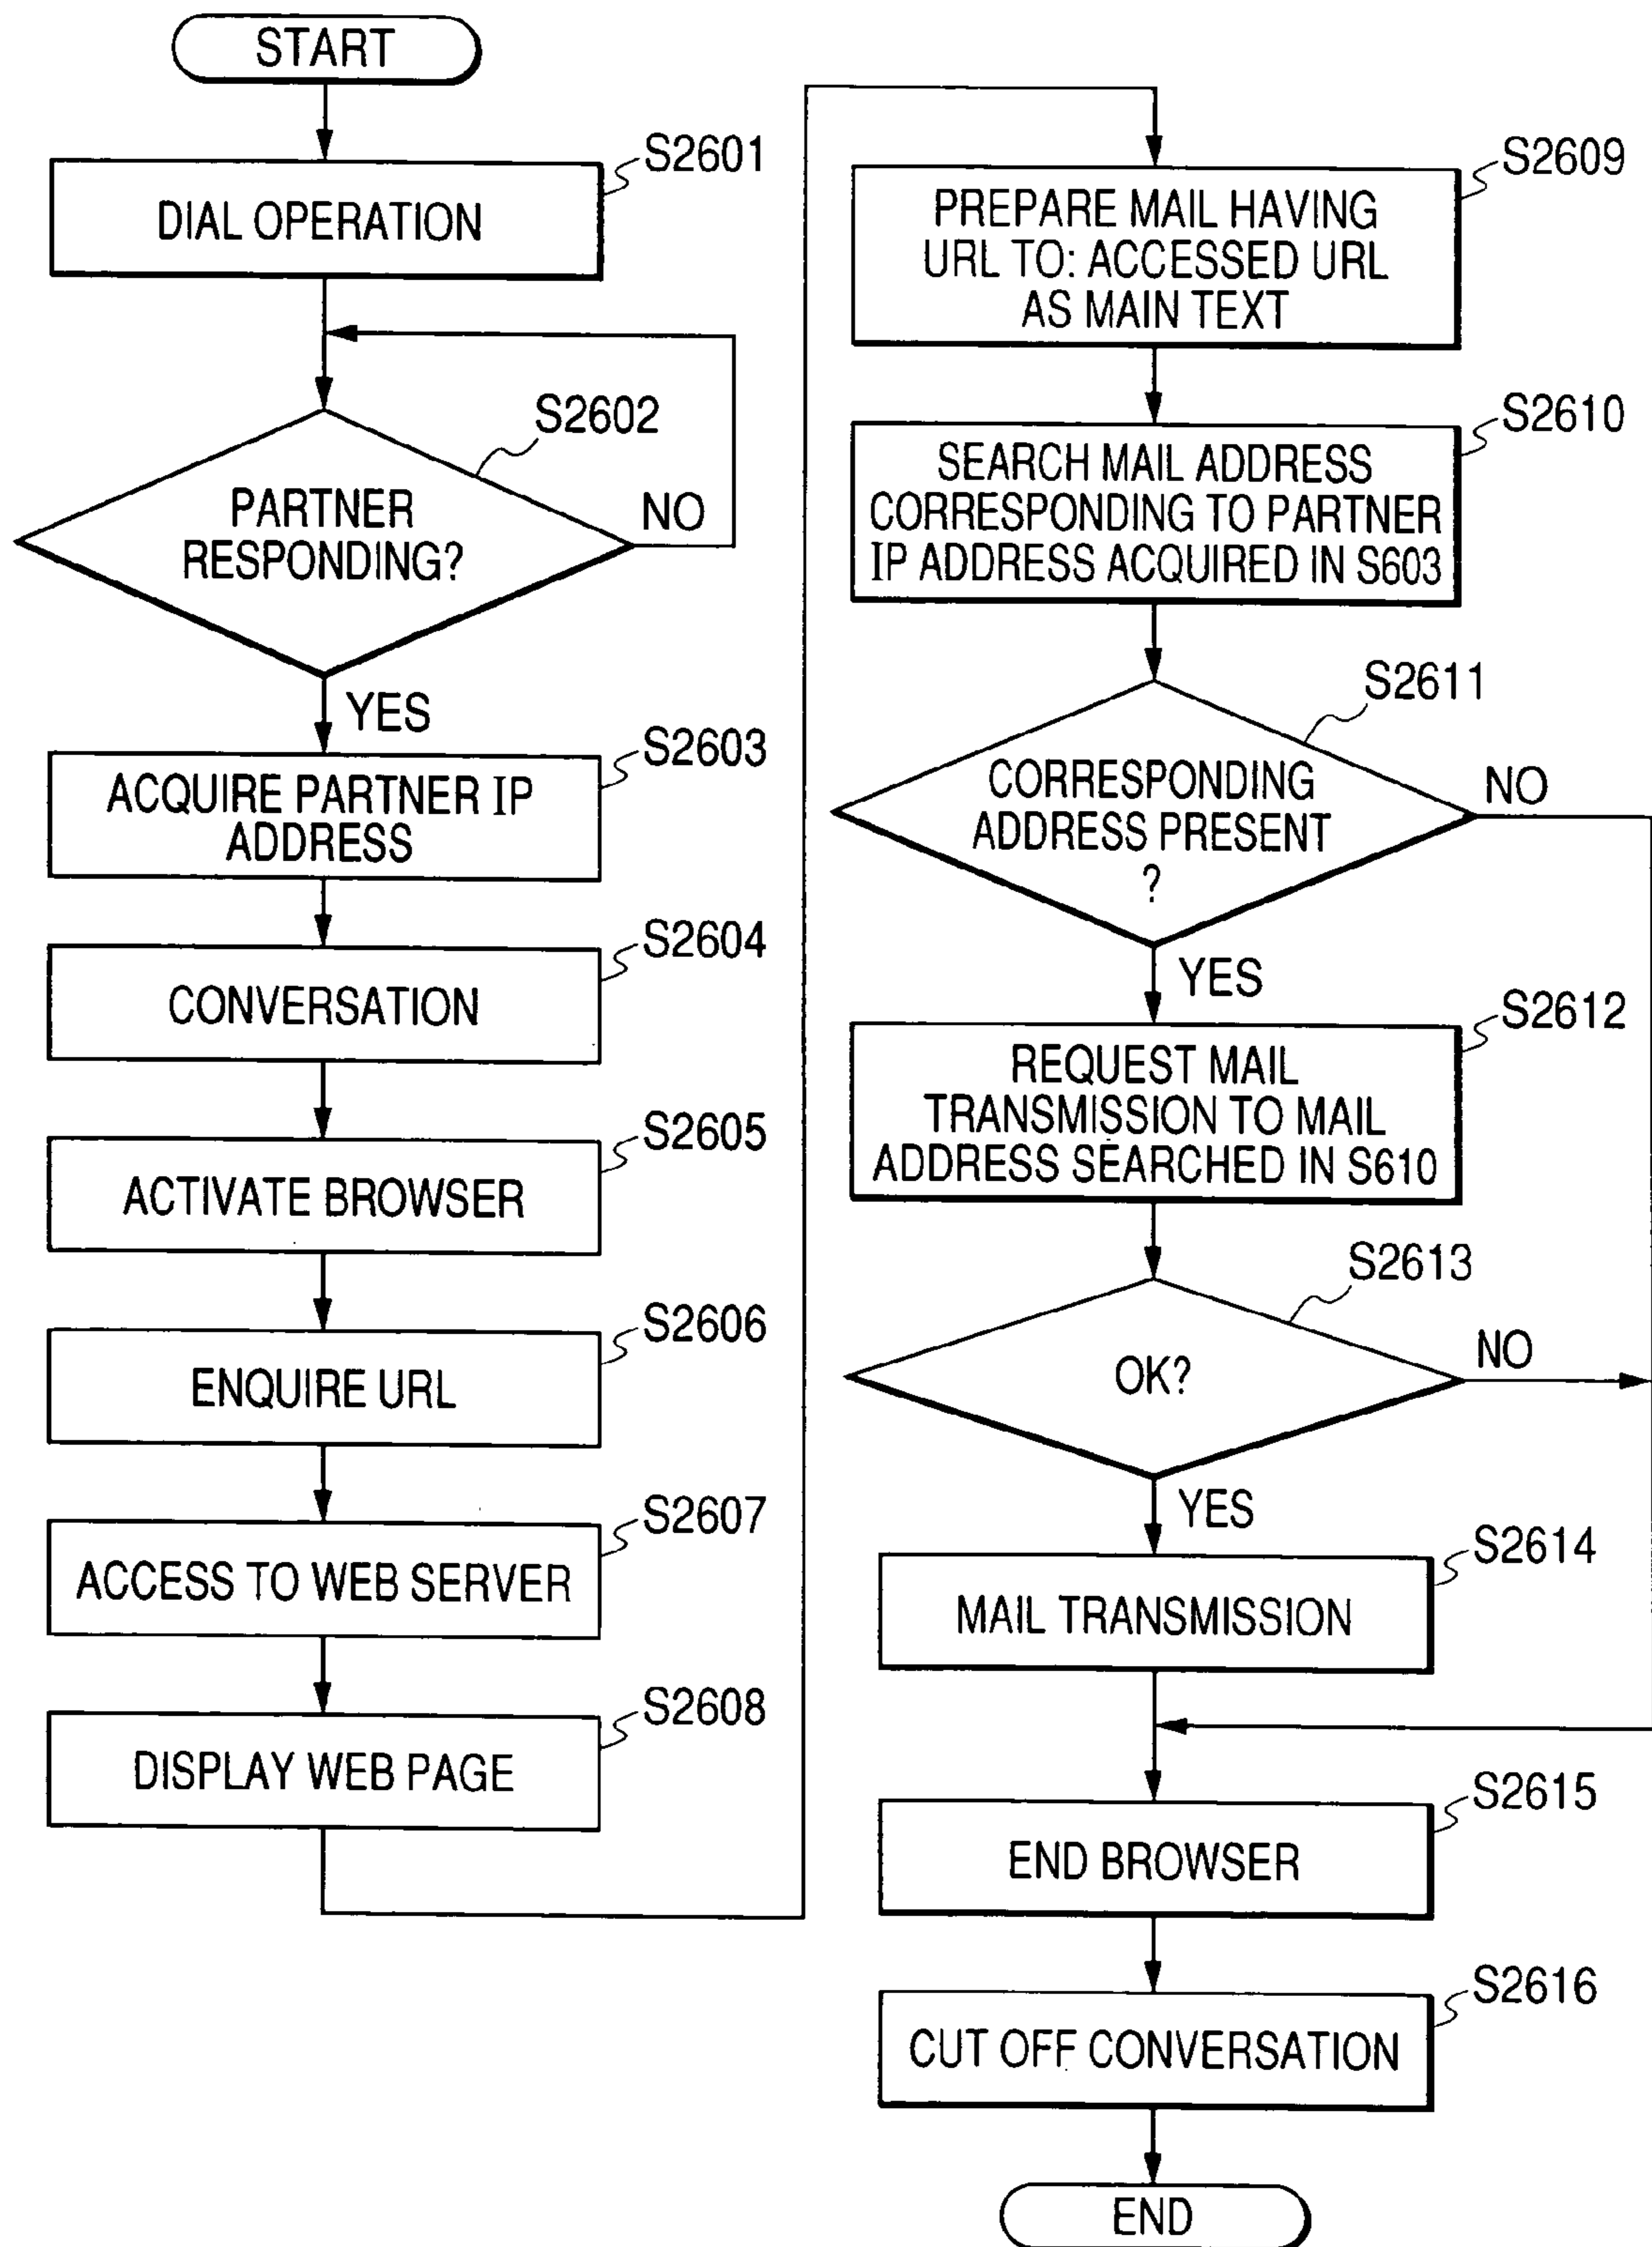 START
S2601
DIAL OPERATION
S2602
PARTNER
RESPONDING?
NO
YES
S2603
ACQUIRE PARTNER IP
ADDRESS
S2604
CONVERSATION
S2605
ACTIVATE BROWSER
S2606
ENQUIRE URL
S2607
ACCESS TO WEB SERVER
S2608
DISPLAY WEB PAGE
S2609
PREPARE MAIL HAVING
URL TO: ACCESSED URL
AS MAIN TEXT
S2610
SEARCH MAIL ADDRESS
CORRESPONDING TO PARTNER
IP ADDRESS ACQUIRED IN S603
S2611
CORRESPONDING
ADDRESS PRESENT
?
NO
YES
S2612
REQUEST MAIL
TRANSMISSION TO MAIL
ADDRESS SEARCHED IN S610
S2613
OK?
NO
YES
S2614
MAIL TRANSMISSION
S2615
END BROWSER
S2616
CUT OFF CONVERSATION
END